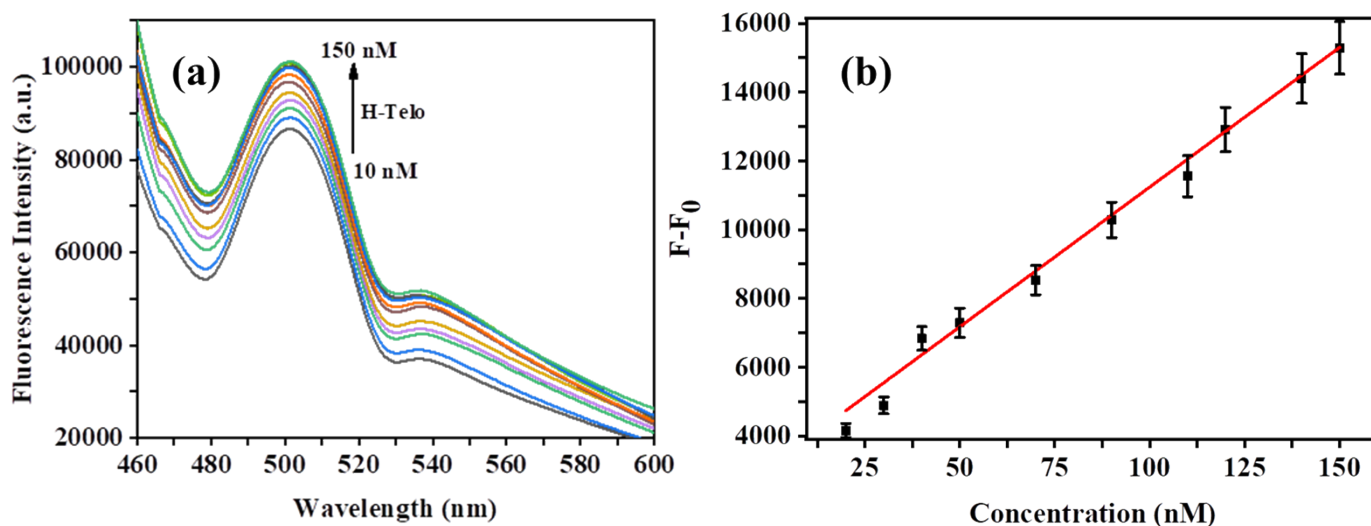 (a)
150 nM
H-Telo
10 nM
Fluorescence Intensity (a.u.)
100000
80000
60000
40000
20000
460 480 500 520 540 560 580 600
Wavelength (nm)
(b)
F-F0
16000
14000
12000
10000
8000
6000
4000
25 50 75 100 125 150
Concentration (nM)